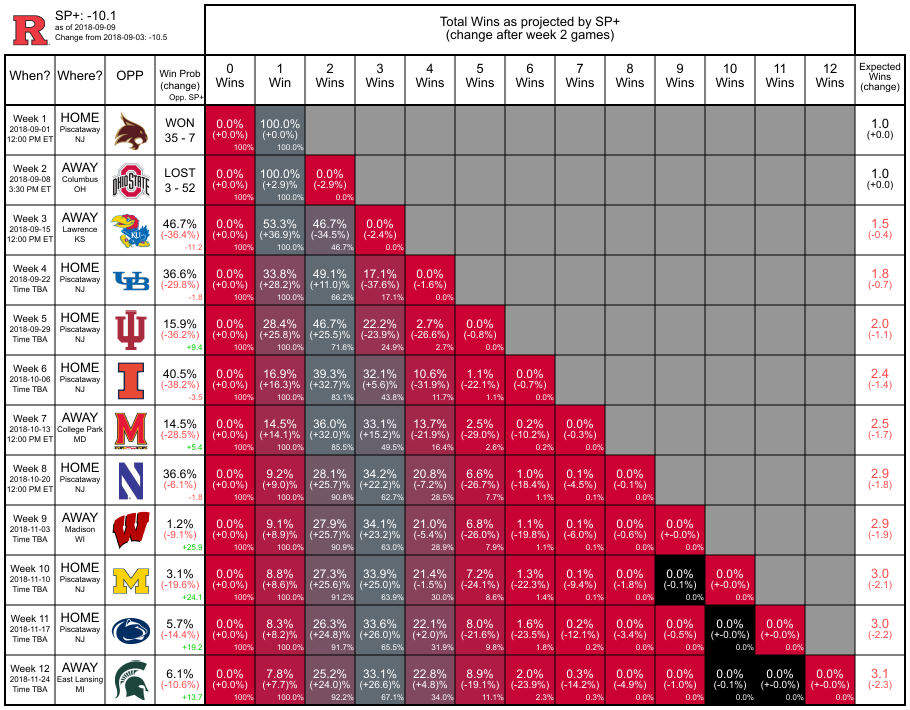 R
SP+: -10.1
as of 2018-09-09
Change from 2018-09-03: -10.5
Total Wins as projected by SP+
(change after week 2 games)
When? Where? OPP Win Prob (change) Opp. SP+ 0 Wins 1 Win 2 Wins 3 Wins 4 Wins 5 Wins 6 Wins 7 Wins 8 Wins 9 Wins 10 Wins 11 Wins 12 Wins Expected Wins (change)
Week 1 HOME WON 0.0% 100.0% 1.0
2018-09-01 Piscataway 35 - 7 (+0.0%) (+0.0%) (+0.0)
12:00 PM ET NJ 100% 100.0%
Week 2 AWAY OHIO STATE LOST 0.0% 100.0% 0.0% 1.0
2018-09-08 Columbus 3 - 52 (+0.0%) (+2.9)% (-2.9%) (+0.0)
3:30 PM ET OH 100% 100.0% 0.0%
Week 3 AWAY KU 46.7% 0.0% 53.3% 46.7% 0.0% 1.5
2018-09-15 Lawrence (-36.4%) (+0.0%) (+36.9)% (-34.5%) (-2.4%) (-0.4)
12:00 PM ET KS -11.2 100% 100.0% 46.7% 0.0%
Week 4 HOME UB 36.6% 0.0% 33.8% 49.1% 17.1% 0.0% 1.8
2018-09-22 Piscataway (-29.8%) (+0.0%) (+28.2)% (+11.0%) (-37.6%) (-1.6%) (-0.7)
Time TBA NJ -1.8 100% 100.0% 66.2% 17.1% 0.0%
Week 5 HOME 15.9% 0.0% 28.4% 46.7% 22.2% 2.7% 0.0% 2.0
2018-09-29 Piscataway (-36.2%) (+0.0%) (+25.8)% (+25.5)% (-23.9%) (-26.6%) (-0.8%) (-1.1)
Time TBA NJ +9.4 100% 100.0% 71.6% 24.9% 2.7% 0.0%
Week 6 HOME I 40.5% 0.0% 16.9% 39.3% 32.1% 10.6% 1.1% 0.0% 2.4
2018-10-06 Piscataway (-38.2%) (+0.0%) (+16.3)% (+32.7)% (+5.6%) (-31.9%) (-22.1%) (-0.7%) (-1.4)
Time TBA NJ -3.5 100% 100.0% 83.1% 43.8% 11.7% 1.1% 0.0%
Week 7 AWAY M 14.5% 0.0% 14.5% 36.0% 33.1% 13.7% 2.5% 0.2% 0.0% 2.5
2018-10-13 College Park (-28.5%) (+0.0%) (+14.1)% (+32.0)% (+15.2)% (-21.9%) (-29.0%) (-10.2%) (-0.3%) (-1.7)
12:00 PM ET MD +5.4 100% 100.0% 85.5% 49.5% 16.4% 2.6% 0.2% 0.0%
Week 8 HOME N 36.6% 0.0% 9.2% 28.1% 34.2% 20.8% 6.6% 1.0% 0.1% 0.0% 2.9
2018-10-20 Piscataway (-6.1%) (+0.0%) (+9.0)% (+25.7)% (+22.2)% (-7.2%) (-26.7%) (-18.4%) (-4.5%) (-0.1%) (-1.8)
12:00 PM ET NJ -1.8 100% 100.0% 90.8% 62.7% 28.5% 7.7% 1.1% 0.1% 0.0%
Week 9 AWAY W 1.2% 0.0% 9.1% 27.9% 34.1% 21.0% 6.8% 1.1% 0.1% 0.0% 0.0% 2.9
2018-11-03 Madison (-9.1%) (+0.0%) (+8.9)% (+25.7)% (+23.2)% (-5.4%) (-26.0%) (-19.8%) (-6.0%) (-0.6%) (+-0.0%) (-1.9)
Time TBA WI +25.9 100% 100.0% 90.9% 63.0% 28.9% 7.9% 1.1% 0.1% 0.0% 0.0%
Week 10 HOME M 3.1% 0.0% 8.8% 27.3% 33.9% 21.4% 7.2% 1.3% 0.1% 0.0% 0.0% 0.0% 3.0
2018-11-10 Piscataway (-19.6%) (+0.0%) (+8.6)% (+25.6)% (+25.0)% (-1.5%) (-24.1%) (-22.3%) (-9.4%) (-1.8%) (-0.1%) (+-0.0%) (-2.1)
Time TBA NJ +24.1 100% 100.0% 91.2% 63.9% 30.0% 8.6% 1.4% 0.1% 0.0% 0.0% 0.0%
Week 11 HOME 5.7% 0.0% 8.3% 26.3% 33.6% 22.1% 8.0% 1.6% 0.2% 0.0% 0.0% 0.0% 0.0% 3.0
2018-11-17 Piscataway (-14.4%) (+0.0%) (+8.2)% (+24.8)% (+26.0)% (+2.0)% (-21.6%) (-23.5%) (-12.1%) (-3.4%) (-0.5%) (+-0.0%) (+-0.0%) (-2.2)
Time TBA NJ +19.2 100% 100.0% 91.7% 65.5% 31.9% 9.8% 1.8% 0.2% 0.0% 0.0% 0.0% 0.0%
Week 12 AWAY 6.1% 0.0% 7.8% 25.2% 33.1% 22.8% 8.9% 2.0% 0.3% 0.0% 0.0% 0.0% 0.0% 0.0% 3.1
2018-11-24 East Lansing (-10.6%) (+0.0%) (+7.7)% (+24.0)% (+26.6)% (+4.8)% (-19.1%) (-23.9%) (-14.2%) (-4.9%) (-1.0%) (-0.1%) (+-0.0%) (+-0.0%) (-2.3)
Time TBA MI +13.7 100% 100.0% 92.2% 67.1% 34.0% 11.1% 2.3% 0.3% 0.0% 0.0% 0.0% 0.0% 0.0%